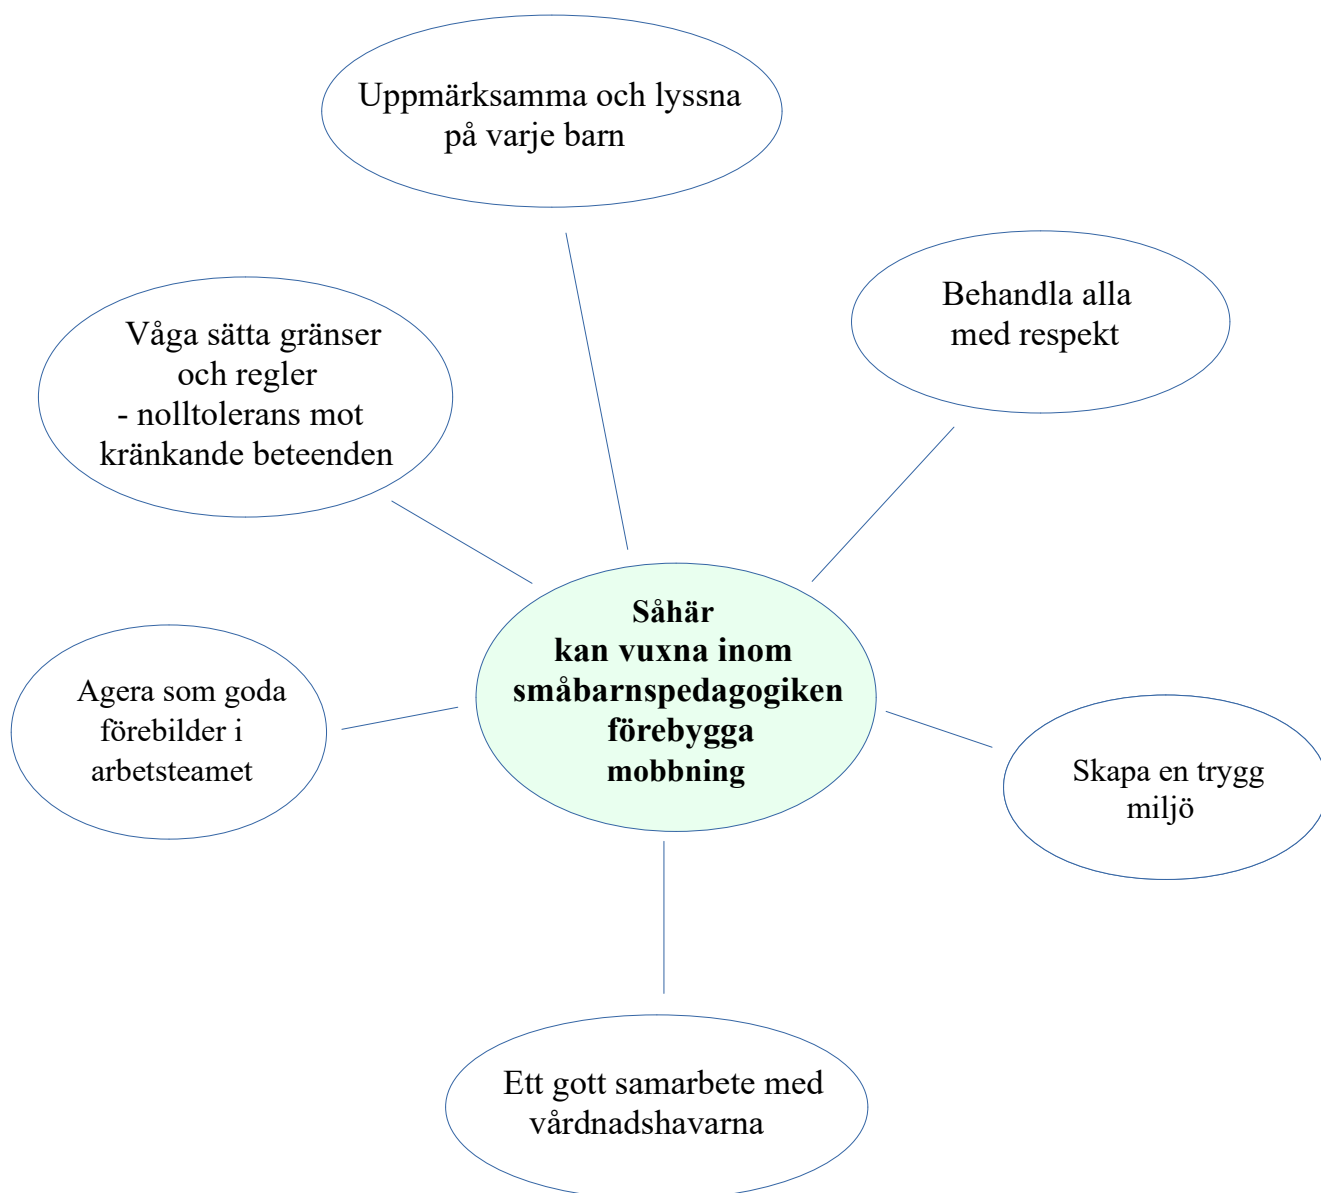 Uppmärksamma och lyssna
på varje barn
Behandla alla
med respekt
Våga sätta gränser
och regler
- nolltolerans mot
kränkande beteenden
Såhär
kan vuxna inom
småbarnspedagogiken
förebygga
mobbning
Agera som goda
förebilder i
arbetsteamet
Skapa en trygg
miljö
Ett gott samarbete med
vårdnadshavarna